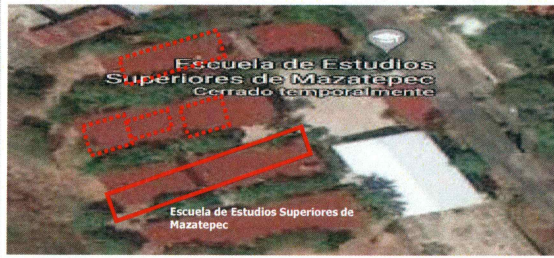 Escuela de Estudios
Superiores de Mazatepec
Cerrado temporalmente
Escuela de Estudios Superiores de
Mazatepec